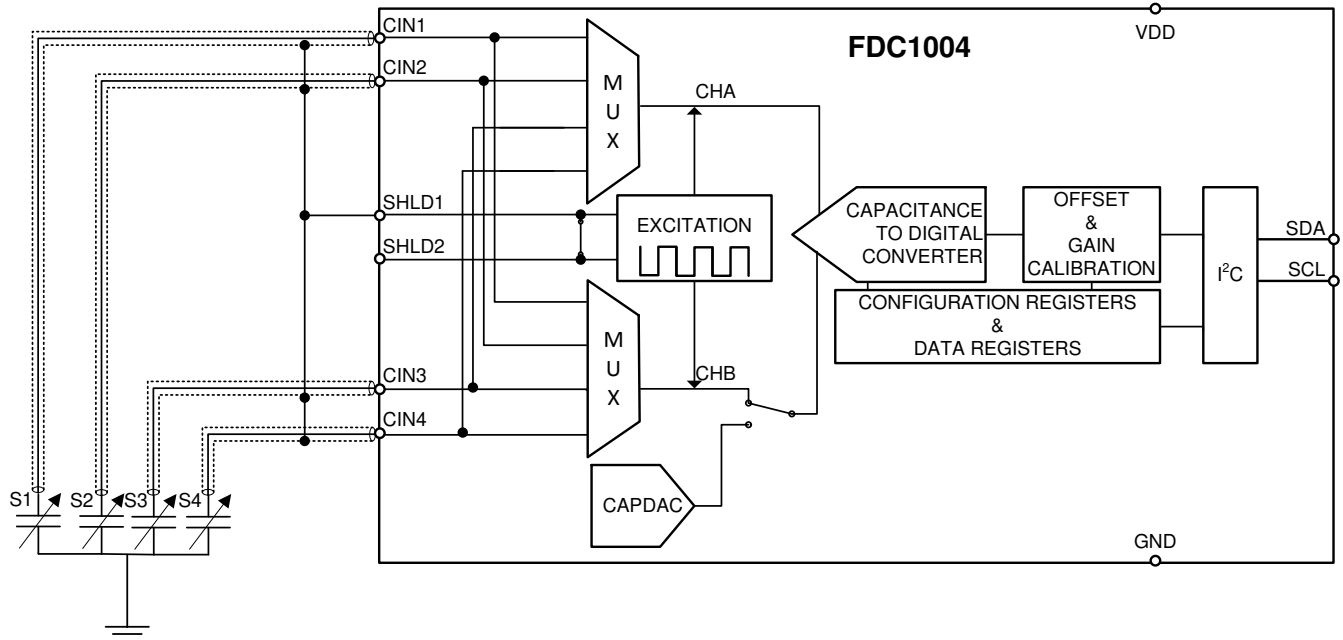 CIN1
FDC1004
VDD
CIN2
M
U
X
CHA
SHLD1
EXCITATION
SHLD2
CAPACITANCE
TO DIGITAL
CONVERTER
OFFSET
&
GAIN
CALIBRATION
I²C
SDA
SCL
CONFIGURATION REGISTERS
&
DATA REGISTERS
M
U
X
CIN3
CHB
CIN4
S1
S2
S3
S4
CAPDAC
GND